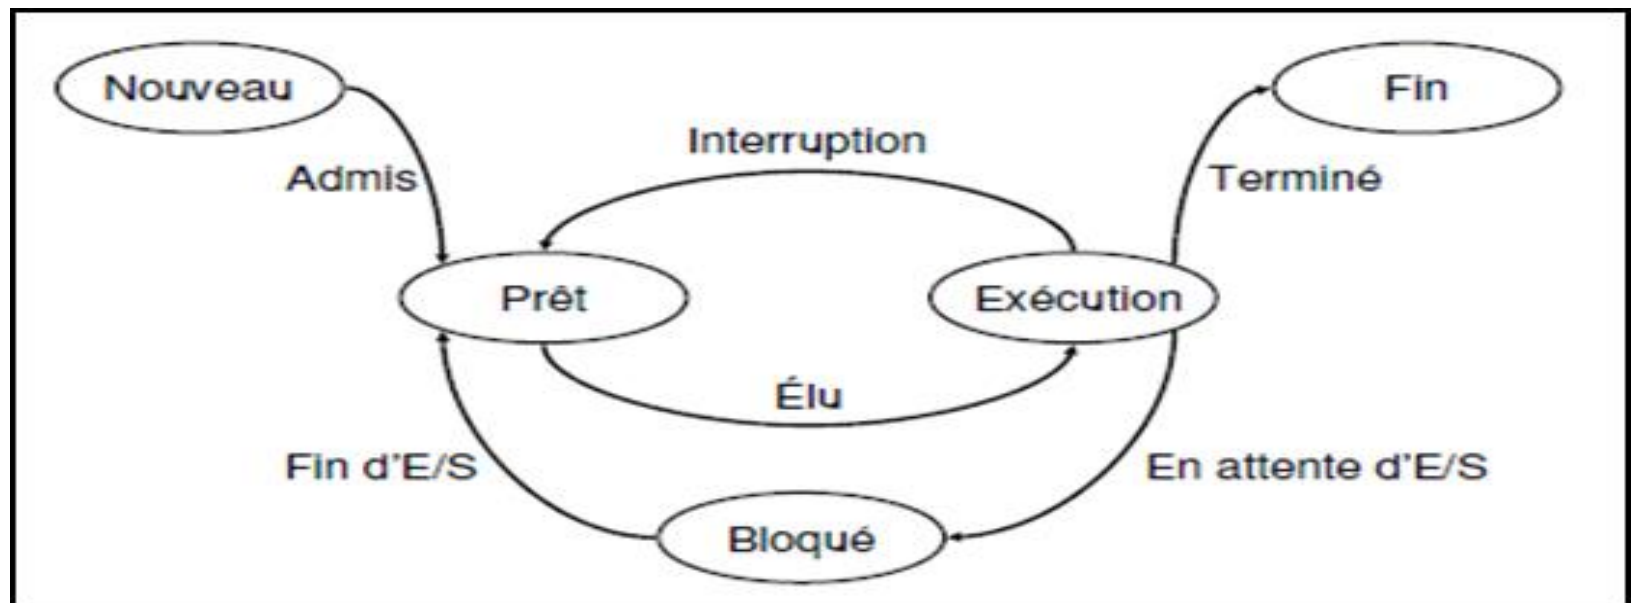 Nouveau
Fin
Interruption
Admis
Terminé
Prêt
Exécution
Élu
Fin d'E/S
En attente d'E/S
Bloqué